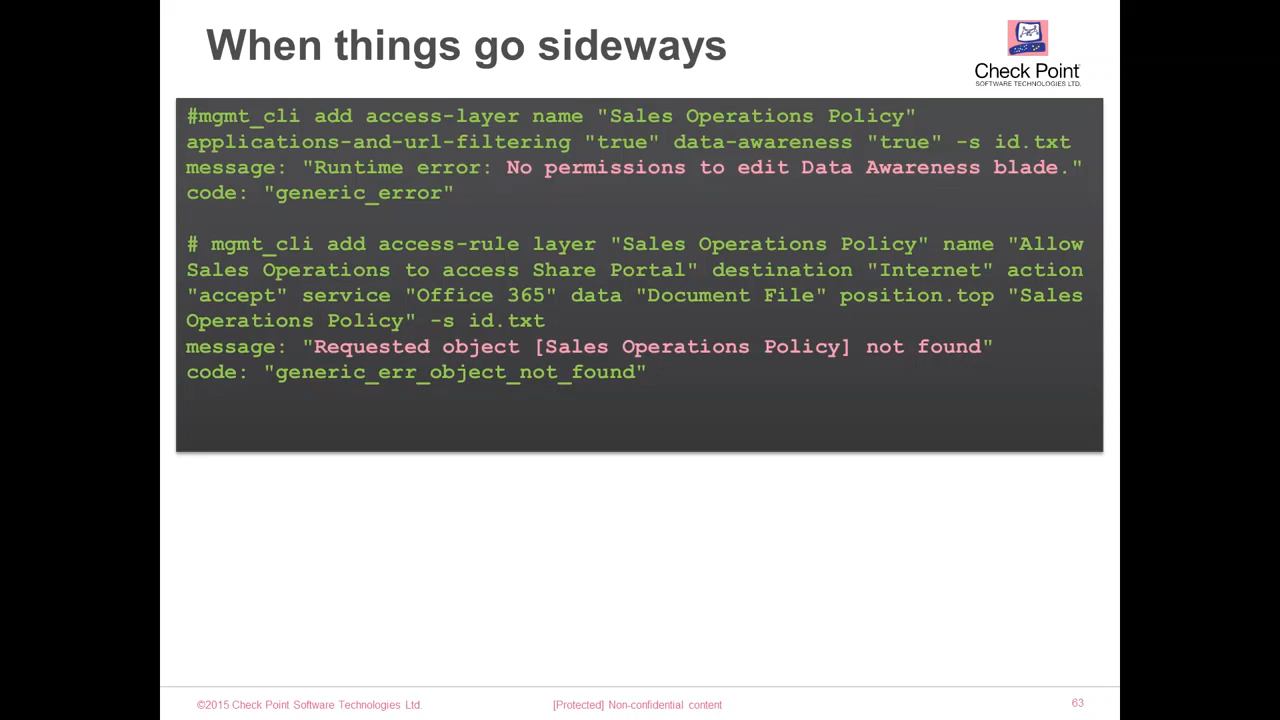 When things go sideways
Check Point
SOFTWARE TECHNOLOGIES LTD.
#mgmt_cli add access-layer name "Sales Operations Policy"
applications-and-url-filtering "true" data-awareness "true" -s id.txt
message: "Runtime error: No permissions to edit Data Awareness blade."
code: "generic_error"
# mgmt_cli add access-rule layer "Sales Operations Policy" name "Allow
Sales Operations to access Share Portal" destination "Internet" action
"accept" service "Office 365" data "Document File" position.top "Sales
Operations Policy" -s id.txt
message: "Requested object [Sales Operations Policy] not found"
code: "generic_err_object_not_found"
©2015 Check Point Software Technologies Ltd.
[Protected] Non-confidential content
63